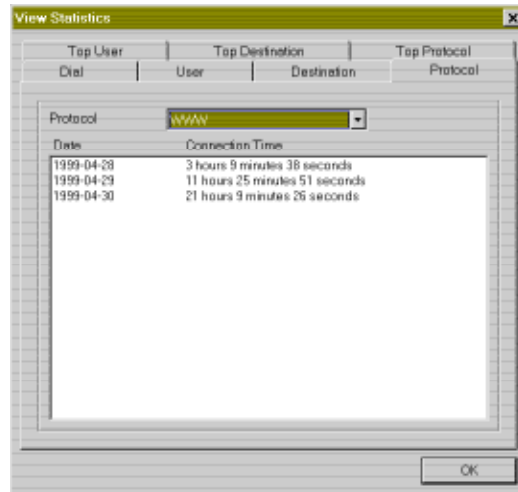 View Statistics
Top User Top Destination Top Protocol
Dial User Destination Protocol
Protocol WWW
Date Connection Time
1999-04-28 3 hours 9 minutes 38 seconds
1999-04-29 11 hours 25 minutes 51 seconds
1999-04-30 21 hours 9 minutes 26 seconds
OK